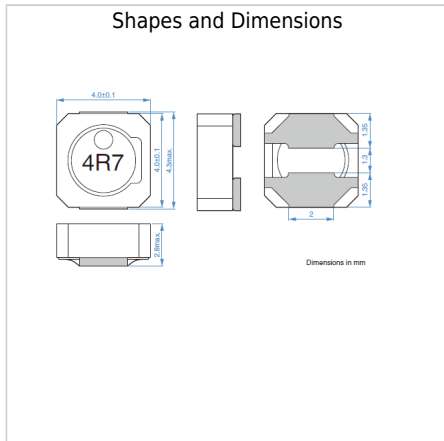 Shapes and Dimensions
4.0±0.1
4R7
4.0±0.1
4.3max.
1.35
1.3
1.35
2
2.8max.
Dimensions in mm